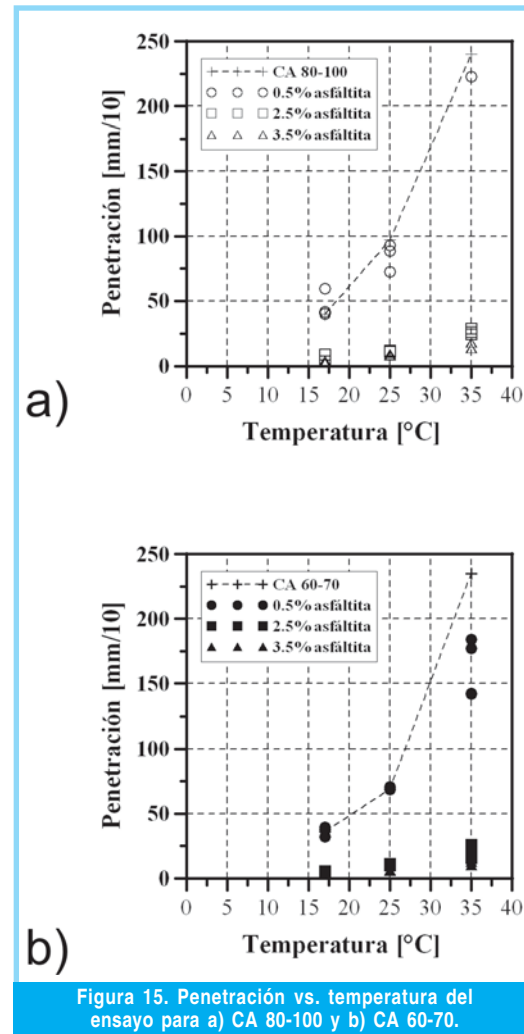 250
200
150
100
50
0
Penetración [mm/10]
CA 80-100
0.5% asfáltita
2.5% asfáltita
3.5% asfáltita
0 5 10 15 20 25 30 35 40
Temperatura [°C]
a)
250
200
150
100
50
0
Penetración [mm/10]
CA 60-70
0.5% asfáltita
2.5% asfáltita
3.5% asfáltita
0 5 10 15 20 25 30 35 40
Temperatura [°C]
b)
Figura 15. Penetración vs. temperatura del
ensayo para a) CA 80-100 y b) CA 60-70.